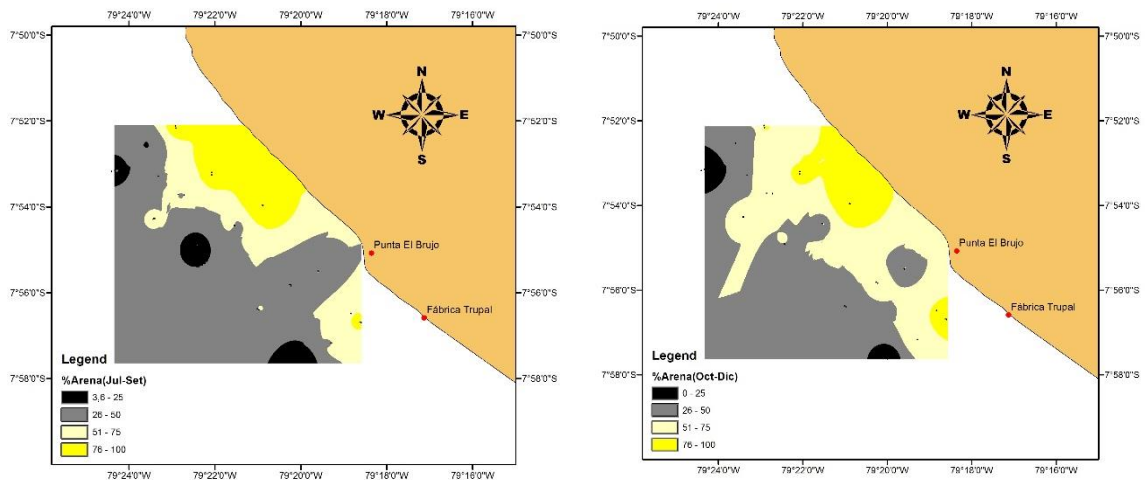 79°24'0"W 79°22'0"W 79°20'0"W 79°18'0"W 79°16'0"W
7°50'0"S 7°50'0"S
N
W E
S
7°52'0"S 7°52'0"S
7°54'0"S 7°54'0"S
Punta El Brujo
7°56'0"S 7°56'0"S
Fábrica Trupal
Legend
7°58'0"S 7°58'0"S
%Arena(Jul-Set)
3,6 - 25
26 - 50
51 - 75
76 - 100
79°24'0"W 79°22'0"W 79°20'0"W 79°18'0"W 79°16'0"W
79°24'0"W 79°22'0"W 79°20'0"W 79°18'0"W 79°16'0"W
7°50'0"S 7°50'0"S
N
W E
S
7°52'0"S 7°52'0"S
7°54'0"S 7°54'0"S
Punta El Brujo
7°56'0"S 7°56'0"S
Fábrica Trupal
Legend
7°58'0"S 7°58'0"S
%Arena(Oct-Dic)
0 - 25
26 - 50
51 - 75
76 - 100
79°24'0"W 79°22'0"W 79°20'0"W 79°18'0"W 79°16'0"W